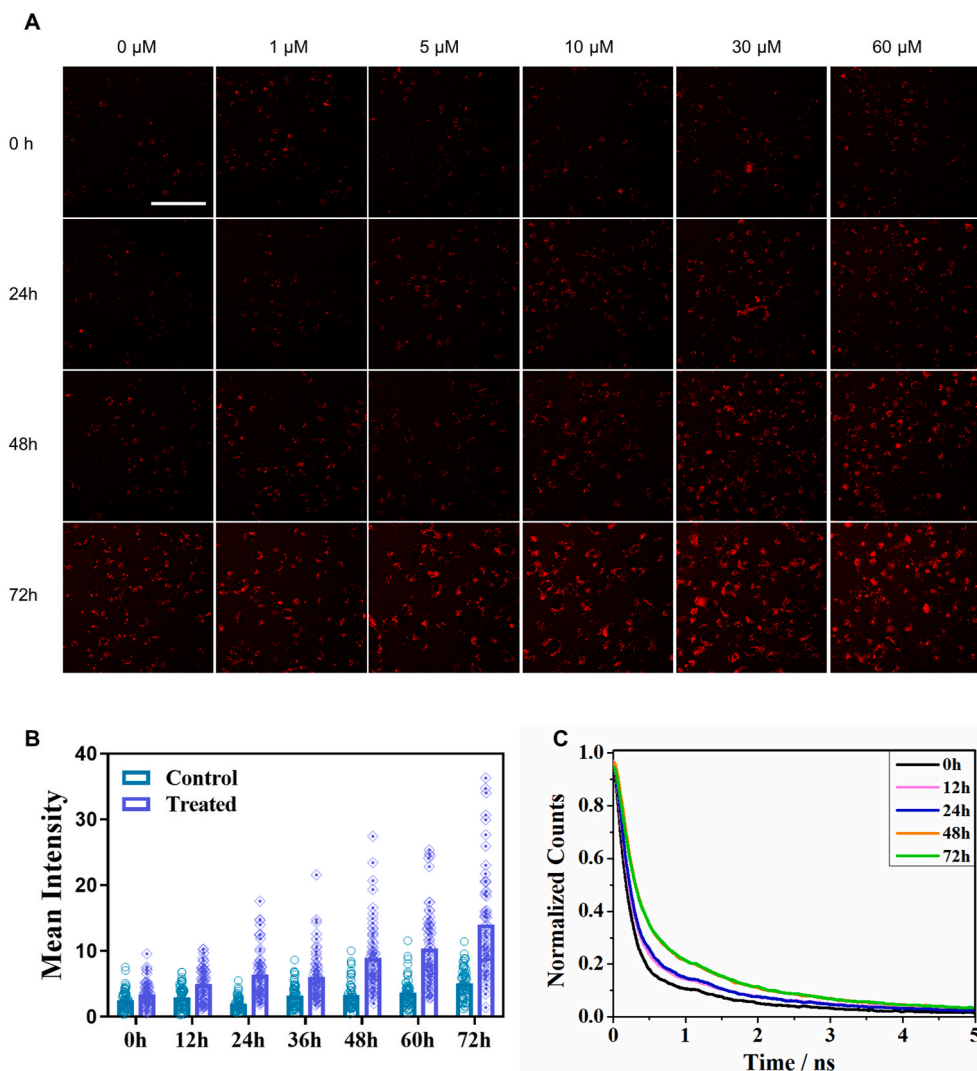 A
0 µM 1 µM 5 µM 10 µM 30 µM 60 µM
0 h
24h
48h
72h
B
40
30
20
10
0
Mean Intensity
Control
Treated
0h 12h 24h 36h 48h 60h 72h
C
1.0
0.8
0.6
0.4
0.2
0.0
Normalized Counts
0h
12h
24h
48h
72h
0 1 2 3 4 5
Time / ns